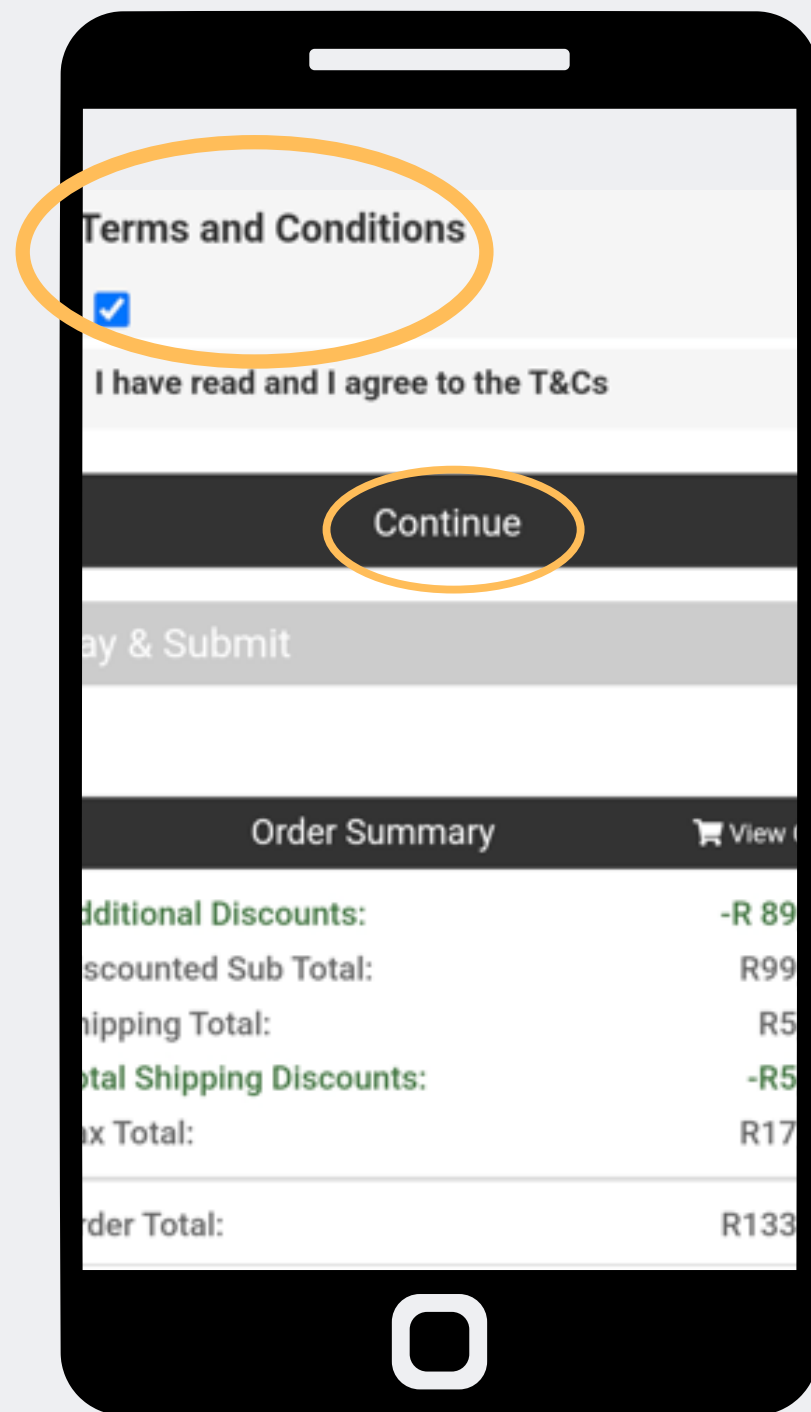 Terms and Conditions
I have read and I agree to the T&Cs
Continue
ay & Submit
Order Summary View
dditional Discounts: -R 89
scounted Sub Total: R99
hipping Total: R5
otal Shipping Discounts: -R5
ax Total: R17
rder Total: R133